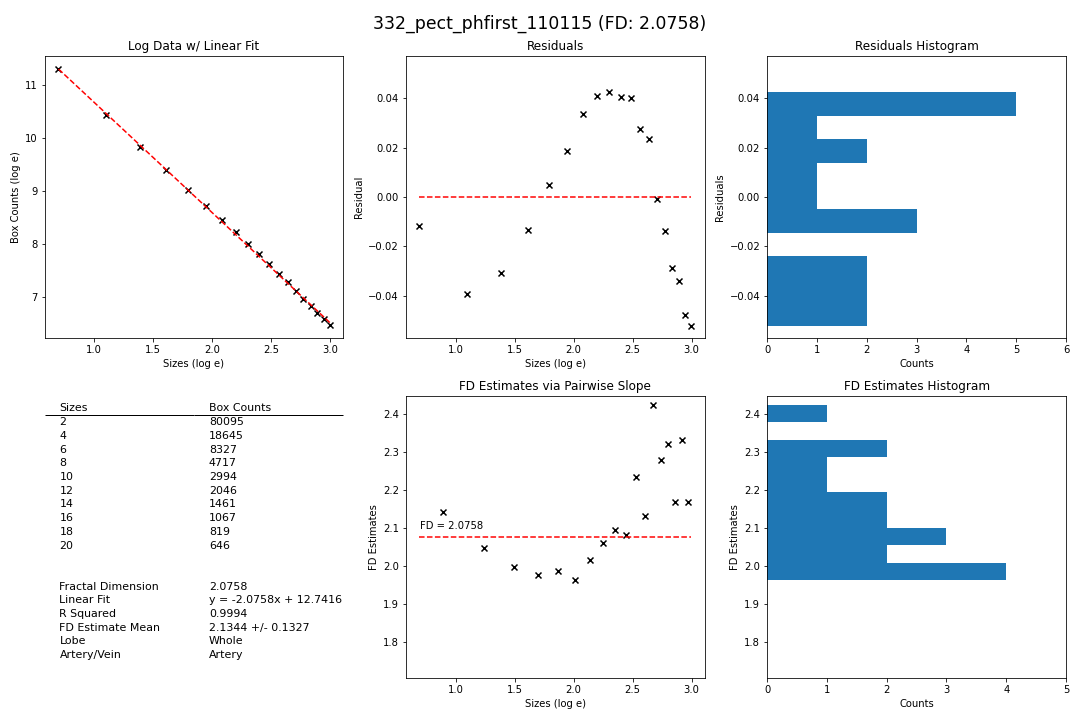 332_pect_phfirst_110115 (FD: 2.0758)
Log Data w/ Linear Fit
Box Counts (log e)
11
10
9
8
7
1.0 1.5 2.0 2.5 3.0
Sizes (log e)
Residuals
Residual
0.04
0.02
0.00
−0.02
−0.04
1.0 1.5 2.0 2.5 3.0
Sizes (log e)
Residuals Histogram
Residuals
0.04
0.02
0.00
−0.02
−0.04
0 1 2 3 4 5 6
Counts
Sizes Box Counts
2 80095
4 18645
6 8327
8 4717
10 2994
12 2046
14 1461
16 1067
18 819
20 646
Fractal Dimension 2.0758
Linear Fit y = -2.0758x + 12.7416
R Squared 0.9994
FD Estimate Mean 2.1344 +/- 0.1327
Lobe Whole
Artery/Vein Artery
FD Estimates via Pairwise Slope
FD Estimates
2.4
2.3
2.2
2.1
2.0
1.9
1.8
FD = 2.0758
1.0 1.5 2.0 2.5 3.0
Sizes (log e)
FD Estimates Histogram
FD Estimates
2.4
2.3
2.2
2.1
2.0
1.9
1.8
0 1 2 3 4 5
Counts